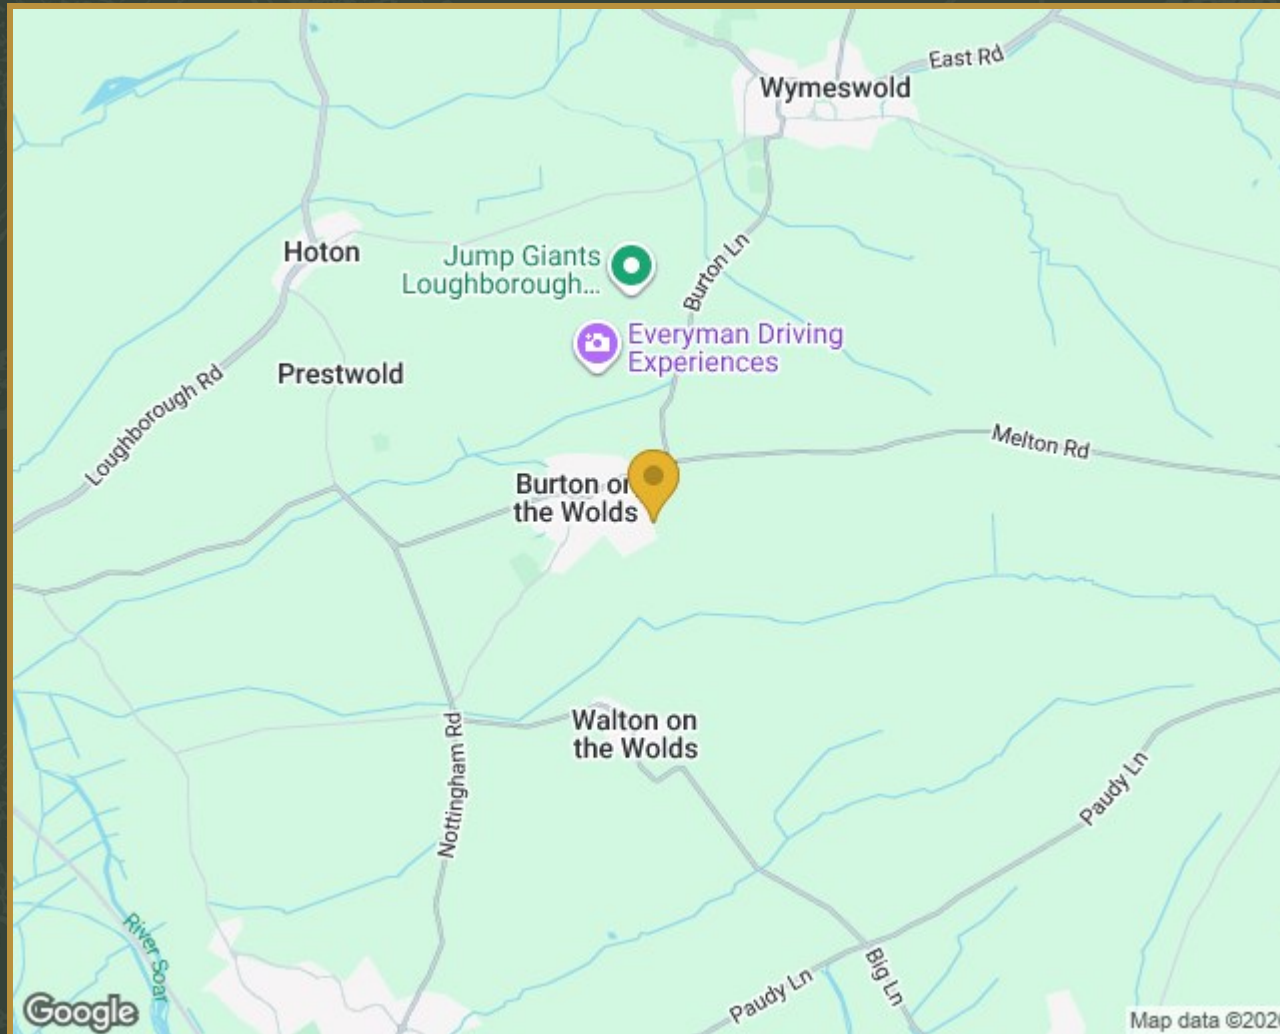 East Rd
Wymeswold
Hoton
Jump Giants
Loughborough...
Burton Ln
Everyman Driving
Experiences
Prestwold
Loughborough Rd
Melton Rd
Burton on
the Wolds
Walton on
the Wolds
Nottingham Rd
Paudy Ln
River Soar
Big Ln
Paudy Ln
Google
Map data ©2026